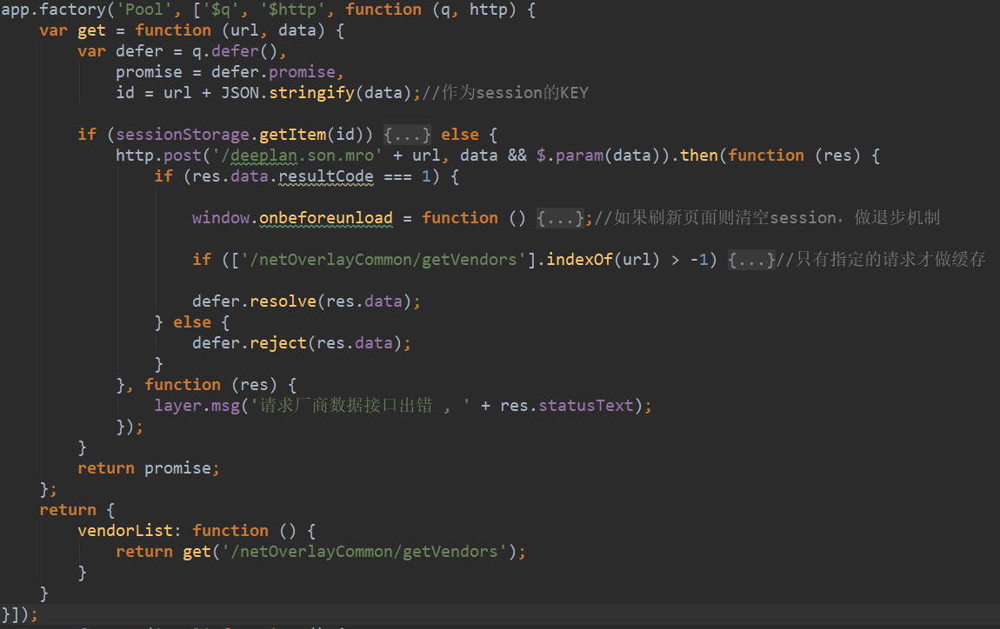 app.factory('Pool', ['$q', '$http', function (q, http) {
    var get = function (url, data) {
        var defer = q.defer(),
            promise = defer.promise,
            id = url + JSON.stringify(data);//作为session的KEY
        if (sessionStorage.getItem(id)) {...} else {
            http.post('/deeplan.son.mro' + url, data && $.param(data)).then(function (res) {
                if (res.data.resultCode === 1) {
                    window.onbeforeunload = function () {...};//如果刷新页面则清空session，做退步机制
                    if (['/netOverlayCommon/getVendors'].indexOf(url) > -1) {...}//只有指定的请求才做缓存
                    defer.resolve(res.data);
                } else {
                    defer.reject(res.data);
                }
            }, function (res) {
                layer.msg('请求厂商数据接口出错 , ' + res.statusText);
            });
        }
        return promise;
    };
    return {
        vendorList: function () {
            return get('/netOverlayCommon/getVendors');
        }
    }
}]);